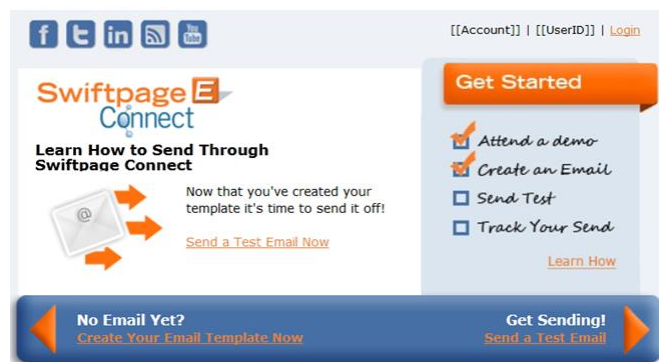 [[Account]] | [[UserID]] | Login
Swiftpage E
Connect
Learn How to Send Through
Swiftpage Connect
@
Now that you've created your
template it's time to send it off!
Send a Test Email Now
Get Started
Attend a demo
Create an Email
Send Test
Track Your Send
Learn How
No Email Yet?
Create Your Email Template Now
Get Sending!
Send a Test Email